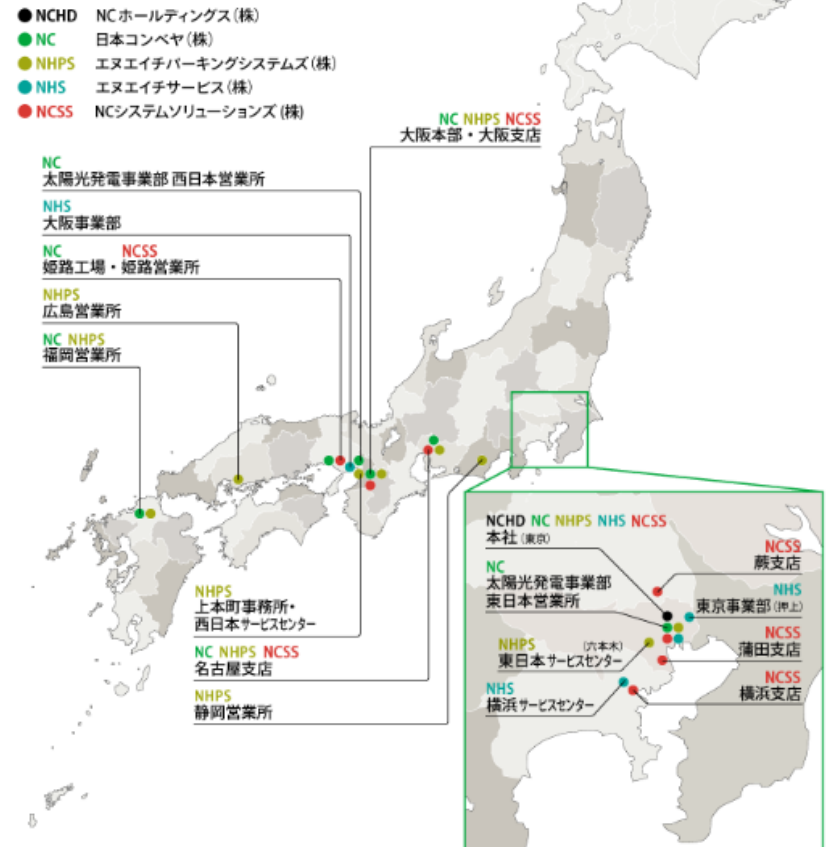 NCHD NCホールディングス(株)
NC 日本コンベヤ(株)
NHPS エヌエイチパーキングシステムズ(株)
NHS エヌエイチサービス(株)
NCSS NCシステムソリューションズ(株)
NC NHPS NCSS
大阪本部・大阪支店
NC
太陽光発電事業部 西日本営業所
NHS
大阪事業部
NC NCSS
姫路工場・姫路営業所
NHPS
広島営業所
NC NHPS
福岡営業所
NHPS
上本町事務所・
西日本サービスセンター
NC NHPS NCSS
名古屋支店
NHPS
静岡営業所
NCHD NC NHPS NHS NCSS
本社(東京)
NC
太陽光発電事業部
東日本営業所
NHPS (六本木)
東日本サービスセンター
NHS
横浜サービスセンター
NCSS
蕨支店
NHS
東京事業部(押上)
NCSS
蒲田支店
NCSS
横浜支店